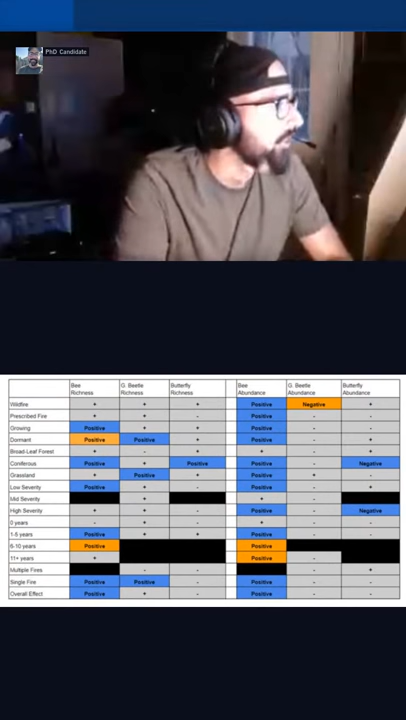 PhD Candidate
Bee Richness G. Beetle Richness Butterfly Richness Bee Abundance G. Beetle Abundance Butterfly Abundance
Wildfire + + + Positive Negative +
Prescribed Fire + + - Positive - -
Growing Positive + + Positive - -
Dormant Positive Positive + Positive - +
Broad-Leaf Forest + - + + - +
Coniferous Positive + Positive Positive - Negative
Grassland + Positive + Positive - -
Low Severity Positive + - Positive - +
Mid Severity + + -
High Severity + + - Positive - Negative
0 years - + - + - -
1-5 years Positive + + Positive - -
6-10 years Positive Positive
11+ years + Positive -
Multiple Fires - - - +
Single Fire Positive Positive - Positive - -
Overall Effect Positive + - Positive - -